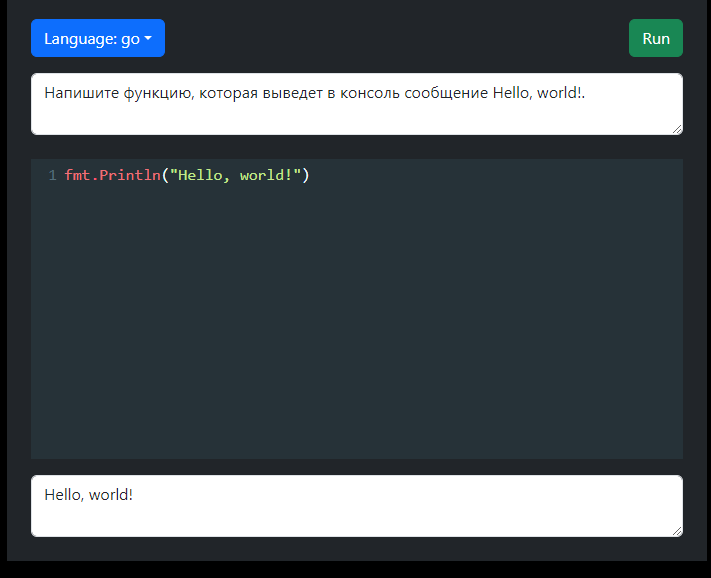 Language: go
Run
Напишите функцию, которая выведет в консоль сообщение Hello, world!.
1 fmt.Println("Hello, world!")
Hello, world!